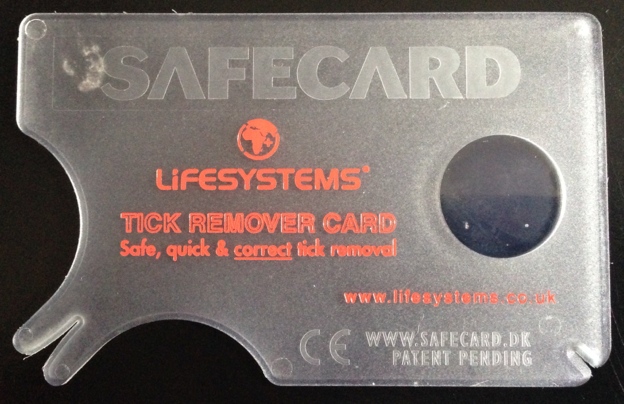 SAFECARD
LIFESYSTEMS®
TICK REMOVER CARD
Safe, quick & correct tick removal
www.lifesystems.co.uk
CE WWW.SAFECARD.DK
PATENT PENDING